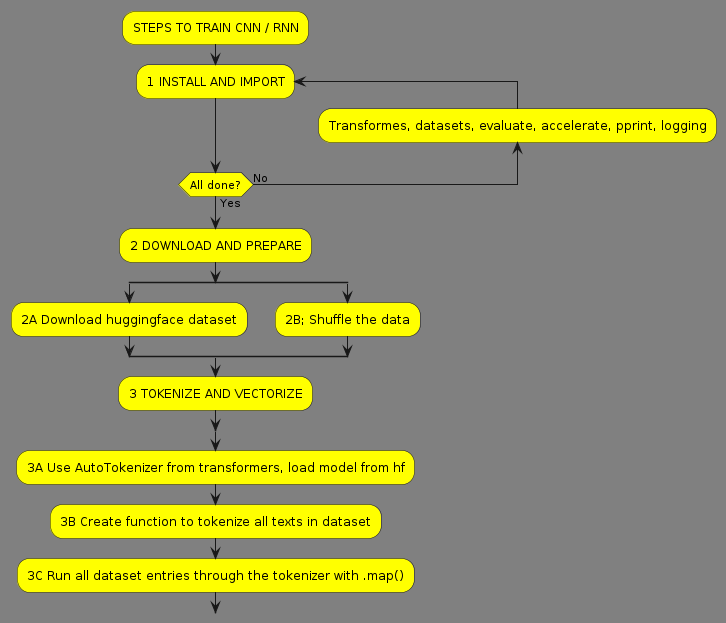 STEPS TO TRAIN CNN / RNN
1 INSTALL AND IMPORT
Transformes, datasets, evaluate, accelerate, pprint, logging
All done?
No
Yes
2 DOWNLOAD AND PREPARE
2A Download huggingface dataset
2B; Shuffle the data
3 TOKENIZE AND VECTORIZE
3A Use AutoTokenizer from transformers, load model from hf
3B Create function to tokenize all texts in dataset
3C Run all dataset entries through the tokenizer with .map()